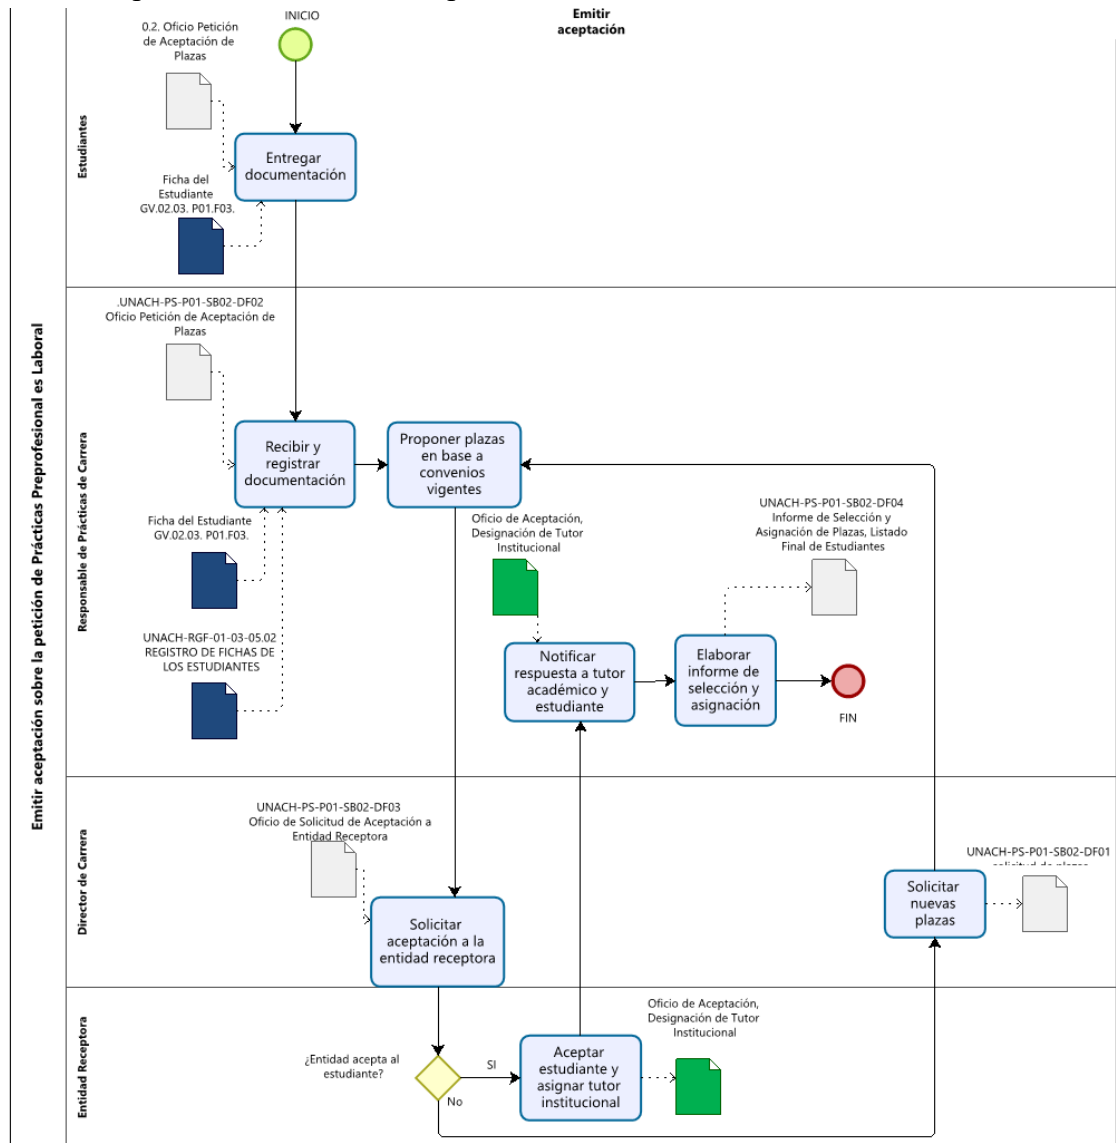 Emitir
aceptación
INICIO
0.2. Oficio Petición
de Aceptación de
Plazas
Entregar
documentación
Ficha del
Estudiante
GV.02.03. P01.F03.
Estudiantes
Emitir aceptación sobre la petición de Prácticas Preprofesional es Laboral
.UNACH-PS-P01-SB02-DF02
Oficio Petición de Aceptación de
Plazas
Recibir y
registrar
documentación
Proponer plazas
en base a
convenios
vigentes
Ficha del Estudiante
GV.02.03. P01.F03.
UNACH-RGF-01-03-05.02
REGISTRO DE FICHAS DE
LOS ESTUDIANTES
Oficio de Aceptación,
Designación de Tutor
Institucional
UNACH-PS-P01-SB02-DF04
Informe de Selección y
Asignación de Plazas, Listado
Final de Estudiantes
Notificar
respuesta a tutor
académico y
estudiante
Elaborar
informe de
selección y
asignación
FIN
Responsable de Prácticas de Carrera
UNACH-PS-P01-SB02-DF03
Oficio de Solicitud de Aceptación a
Entidad Receptora
Solicitar
aceptación a la
entidad receptora
Solicitar
nuevas
plazas
UNACH-PS-P01-SB02-DF01
Director de Carrera
¿Entidad acepta al
estudiante?
SI
No
Aceptar
estudiante y
asignar tutor
institucional
Oficio de Aceptación,
Designación de Tutor
Institucional
Entidad Receptora